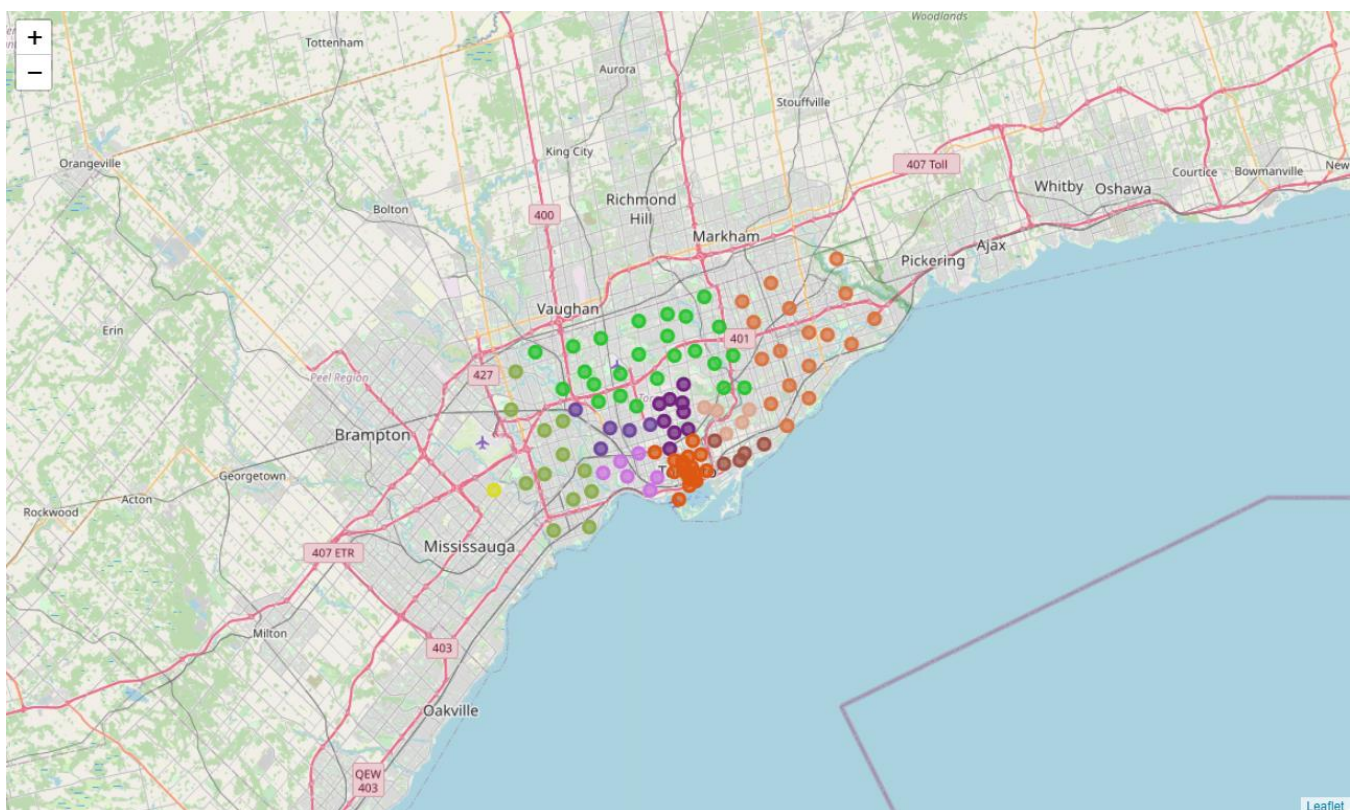 +
−
Woodlands
Tottenham
Aurora
Stouffville
Orangeville
King City
407 Toll
Courtice
Bowmanville
New
Whitby
Oshawa
Richmond
Hill
Bolton
400
Markham
Ajax
Pickering
Vaughan
Erin
401
427
Peel Region
Brampton
Georgetown
Acton
Rockwood
Mississauga
407 ETR
Milton
403
Oakville
QEW
403
Leaflet